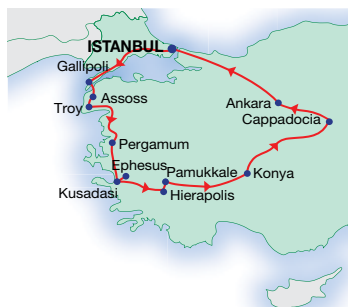 ISTANBUL
Gallipoli
Assoss
Troy
Ankara
Cappadocia
Pergamum
Ephesus
Pamukkale
Konya
Kusadasi
Hierapolis